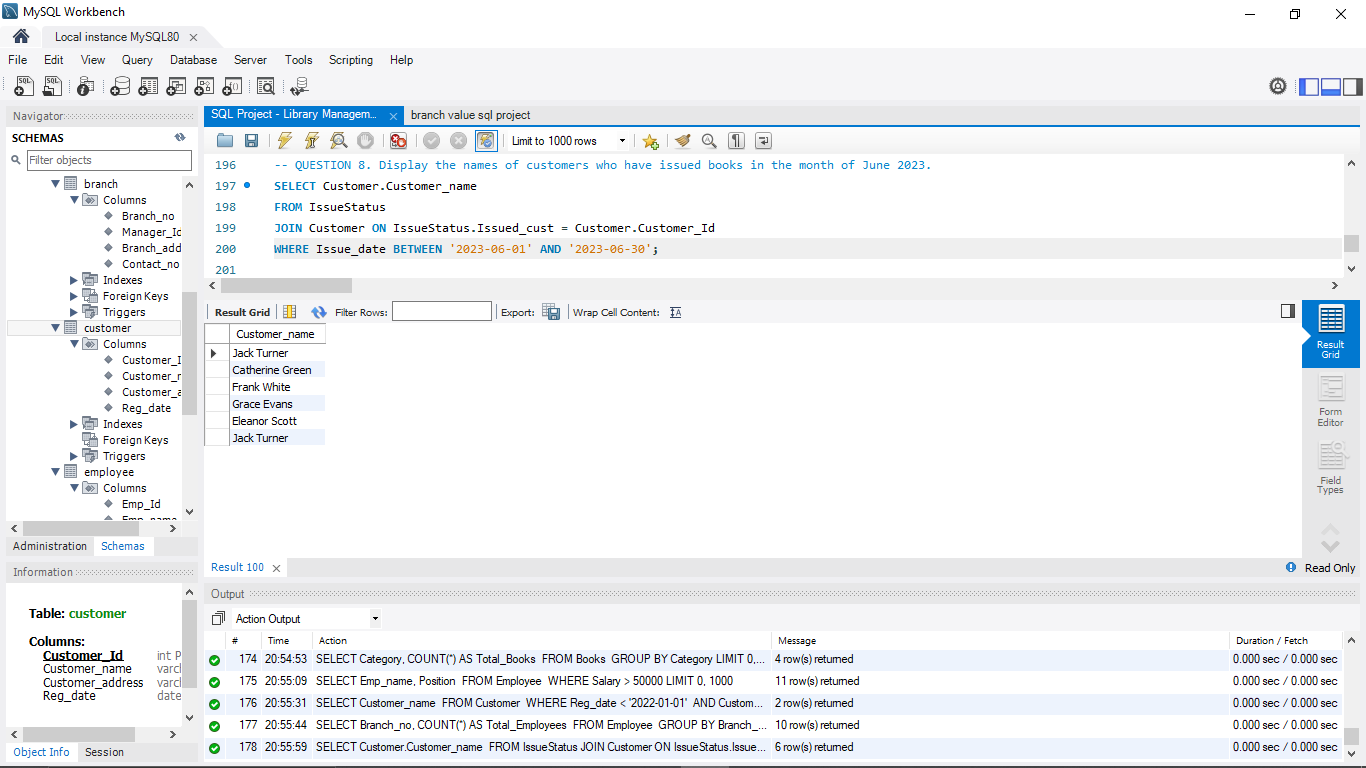 MySQL Workbench
Local instance MySQL80
File Edit View Query Database Server Tools Scripting Help
Navigator
SCHEMAS
Filter objects
branch
Columns
Branch_no
Manager_Id
Branch_add
Contact_no
Indexes
Foreign Keys
Triggers
customer
Columns
Customer_I
Customer_r
Customer_a
Reg_date
Indexes
Foreign Keys
Triggers
employee
Columns
Emp_Id
Emp_name
Administration Schemas
Information
Table: customer
Columns:
Customer_Id int P
Customer_name varch
Customer_address varch
Reg_date date
Object Info Session
SQL Project - Library Managem... branch value sql project
Limit to 1000 rows
196 -- QUESTION 8. Display the names of customers who have issued books in the month of June 2023.
197 SELECT Customer.Customer_name
198 FROM IssueStatus
199 JOIN Customer ON IssueStatus.Issued_cust = Customer.Customer_Id
200 WHERE Issue_date BETWEEN '2023-06-01' AND '2023-06-30';
201
Result Grid Filter Rows: Export: Wrap Cell Content:
Customer_name
Jack Turner
Catherine Green
Frank White
Grace Evans
Eleanor Scott
Jack Turner
Result
Grid
Form
Editor
Field
Types
Result 100
Read Only
Output
Action Output
# Time Action Message Duration / Fetch
174 20:54:53 SELECT Category, COUNT(*) AS Total_Books FROM Books GROUP BY Category LIMIT 0,... 4 row(s) returned 0.000 sec / 0.000 sec
175 20:55:09 SELECT Emp_name, Position FROM Employee WHERE Salary > 50000 LIMIT 0, 1000 11 row(s) returned 0.000 sec / 0.000 sec
176 20:55:31 SELECT Customer_name FROM Customer WHERE Reg_date < '2022-01-01' AND Custom... 2 row(s) returned 0.000 sec / 0.000 sec
177 20:55:44 SELECT Branch_no, COUNT(*) AS Total_Employees FROM Employee GROUP BY Branch_... 10 row(s) returned 0.000 sec / 0.000 sec
178 20:55:59 SELECT Customer.Customer_name FROM IssueStatus JOIN Customer ON IssueStatus.Issue... 6 row(s) returned 0.000 sec / 0.000 sec